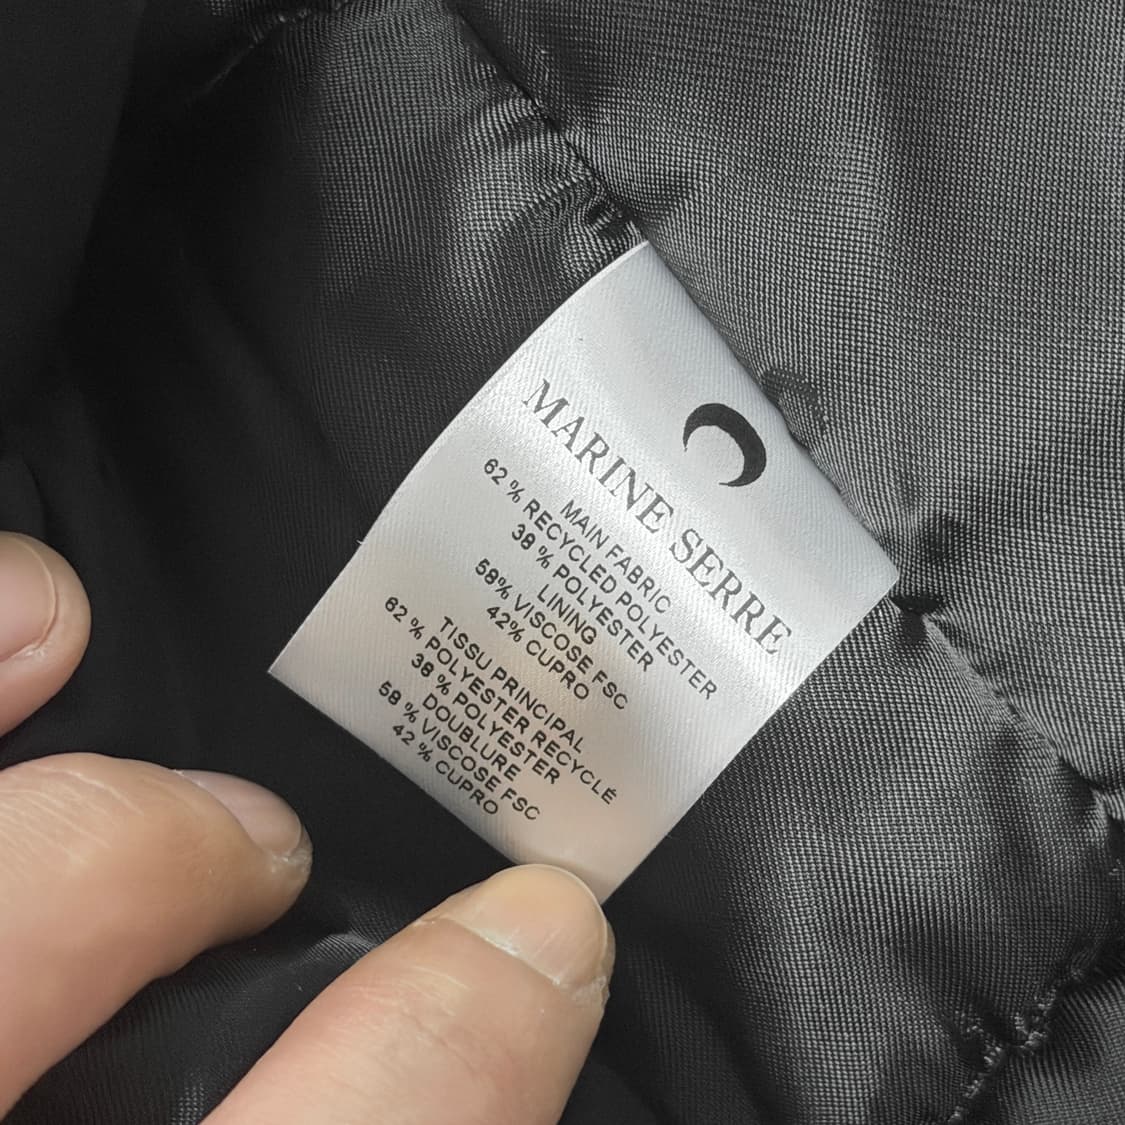 MARINE SERRE
MAIN FABRIC
62 % RECYCLED POLYESTER
38 % POLYESTER
LINING
58% VISCOSE FSC
42% CUPRO
TISSU PRINCIPAL
62 % POLYESTER RECYCLÉ
38 % POLYESTER
DOUBLURE
58 % VISCOSE FSC
42 % CUPRO